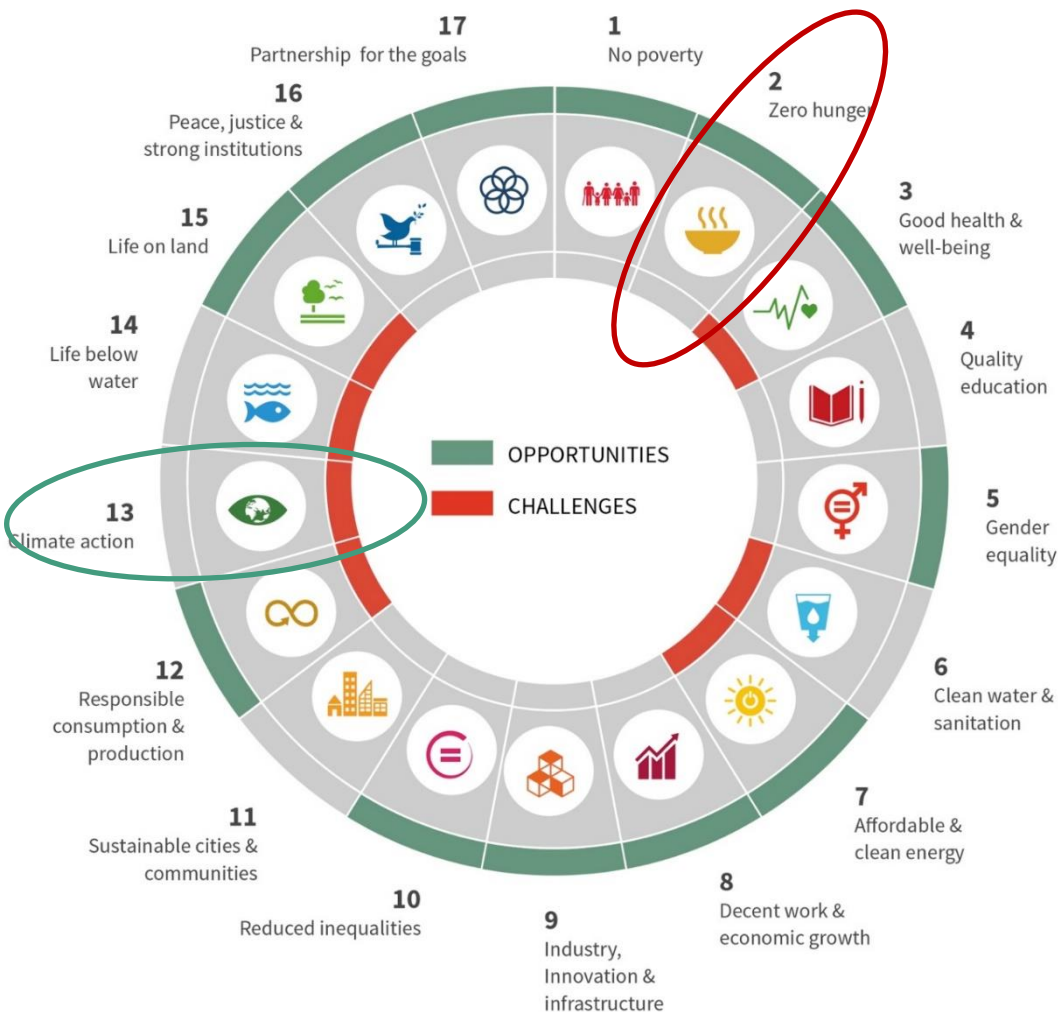 17
Partnership for the goals
1
No poverty
2
Zero hunger
3
Good health &
well-being
4
Quality
education
5
Gender
equality
6
Clean water &
sanitation
7
Affordable &
clean energy
8
Decent work &
economic growth
9
Industry,
Innovation &
infrastructure
10
Reduced inequalities
11
Sustainable cities &
communities
12
Responsible
consumption &
production
13
Climate action
14
Life below
water
15
Life on land
16
Peace, justice &
strong institutions
OPPORTUNITIES
CHALLENGES